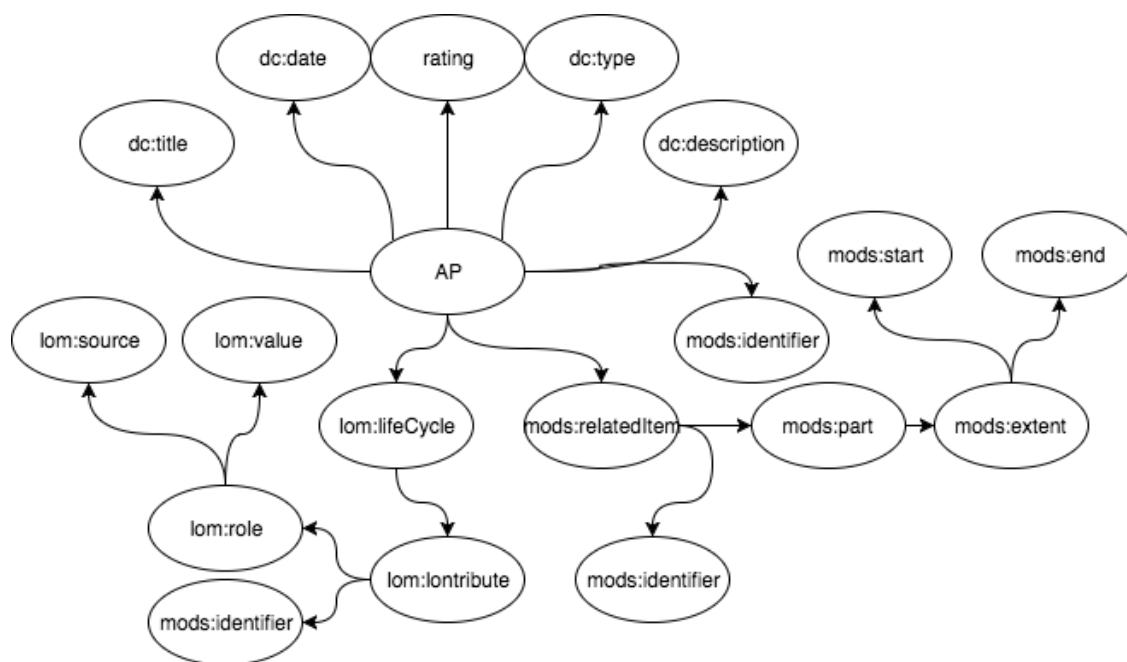 dc:date
rating
dc:type
dc:title
dc:description
AP
mods:start
mods:end
lom:source
lom:value
mods:identifier
lom:lifeCycle
mods:relatedItem
mods:part
mods:extent
lom:role
lom:lontribute
mods:identifier
mods:identifier